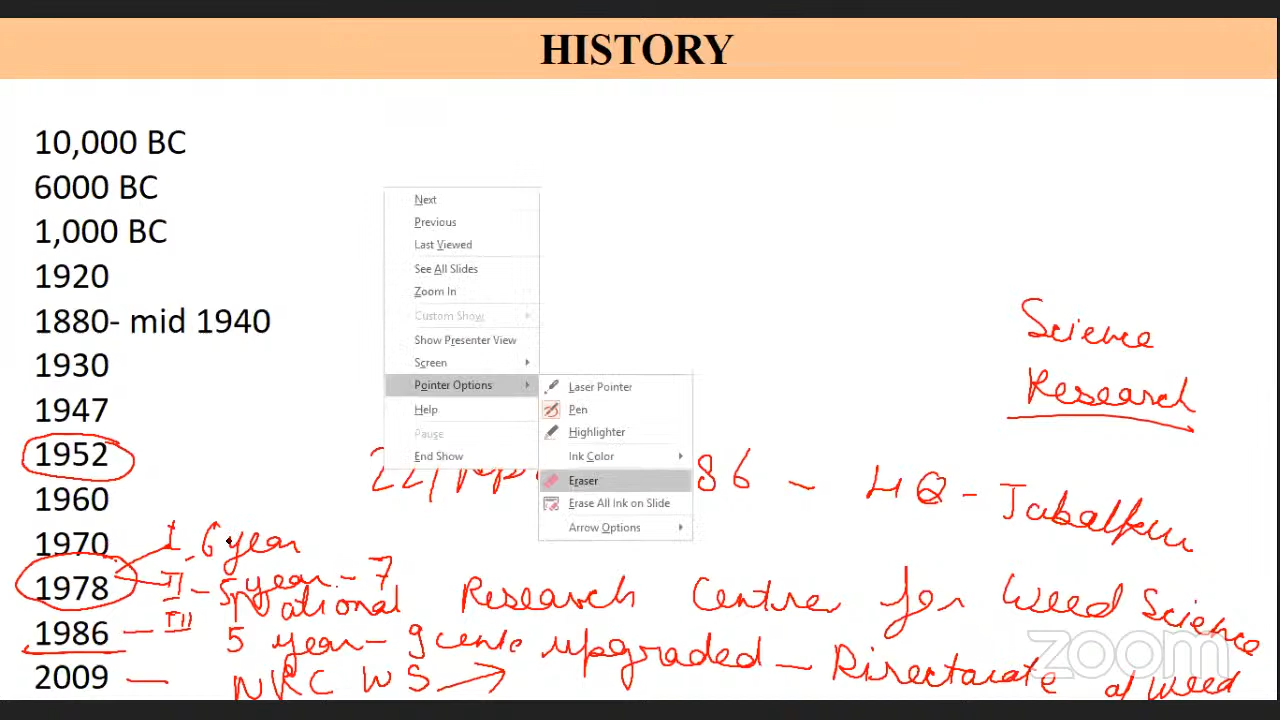 HISTORY
10,000 BC
6000 BC
1,000 BC
1920
1880- mid 1940
1930
1947
1952
1960
1970
1978
1986
2009
Next
Previous
Last Viewed
See All Slides
Zoom In
Custom Show
Show Presenter View
Screen
Pointer Options
Help
Pause
End Show
Laser Pointer
Pen
Highlighter
Ink Color
Eraser
Erase All Ink on Slide
Arrow Options
Science
Research
86 - HQ - Jabalpur
I - 6 year
II - 5 year - 7
National Research Centre for Weed Science
III 5 year - 9 cents upgraded - Directorate of Weed
NRC WS →
zoom